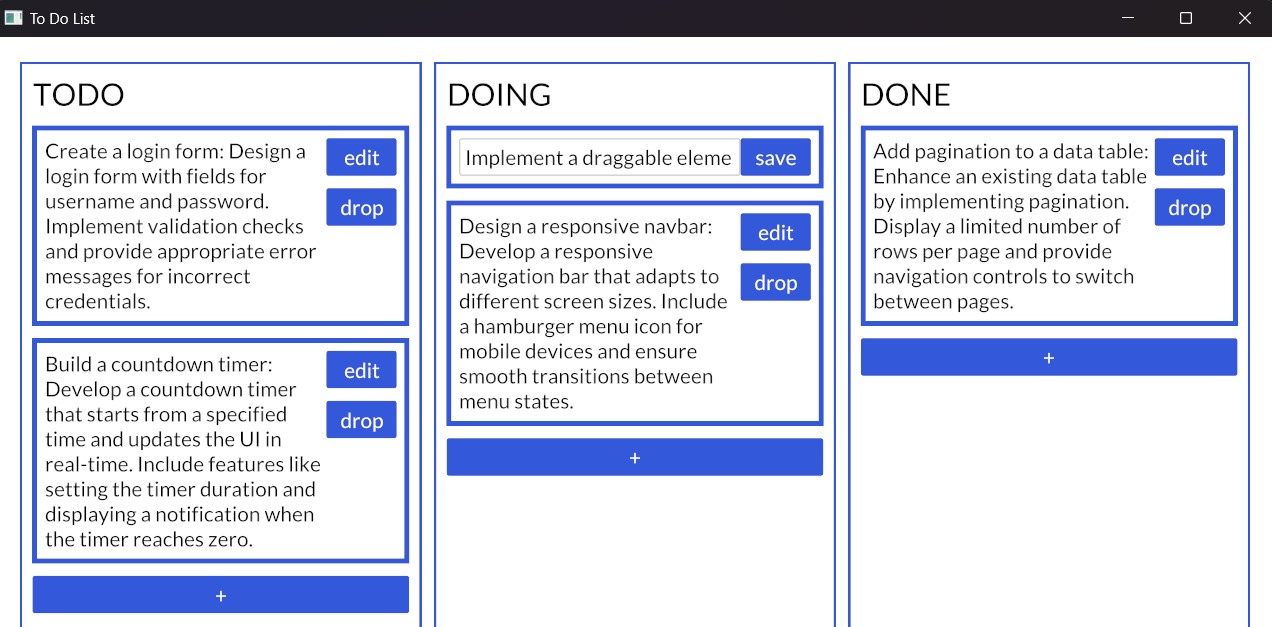 To Do List
TODO
Create a login form: Design a
login form with fields for
username and password.
Implement validation checks
and provide appropriate error
messages for incorrect
credentials.
edit
drop
Build a countdown timer:
Develop a countdown timer
that starts from a specified
time and updates the UI in
real-time. Include features like
setting the timer duration and
displaying a notification when
the timer reaches zero.
edit
drop
+
DOING
Implement a draggable eleme
save
Design a responsive navbar:
Develop a responsive
navigation bar that adapts to
different screen sizes. Include
a hamburger menu icon for
mobile devices and ensure
smooth transitions between
menu states.
edit
drop
+
DONE
Add pagination to a data table:
Enhance an existing data table
by implementing pagination.
Display a limited number of
rows per page and provide
navigation controls to switch
between pages.
edit
drop
+